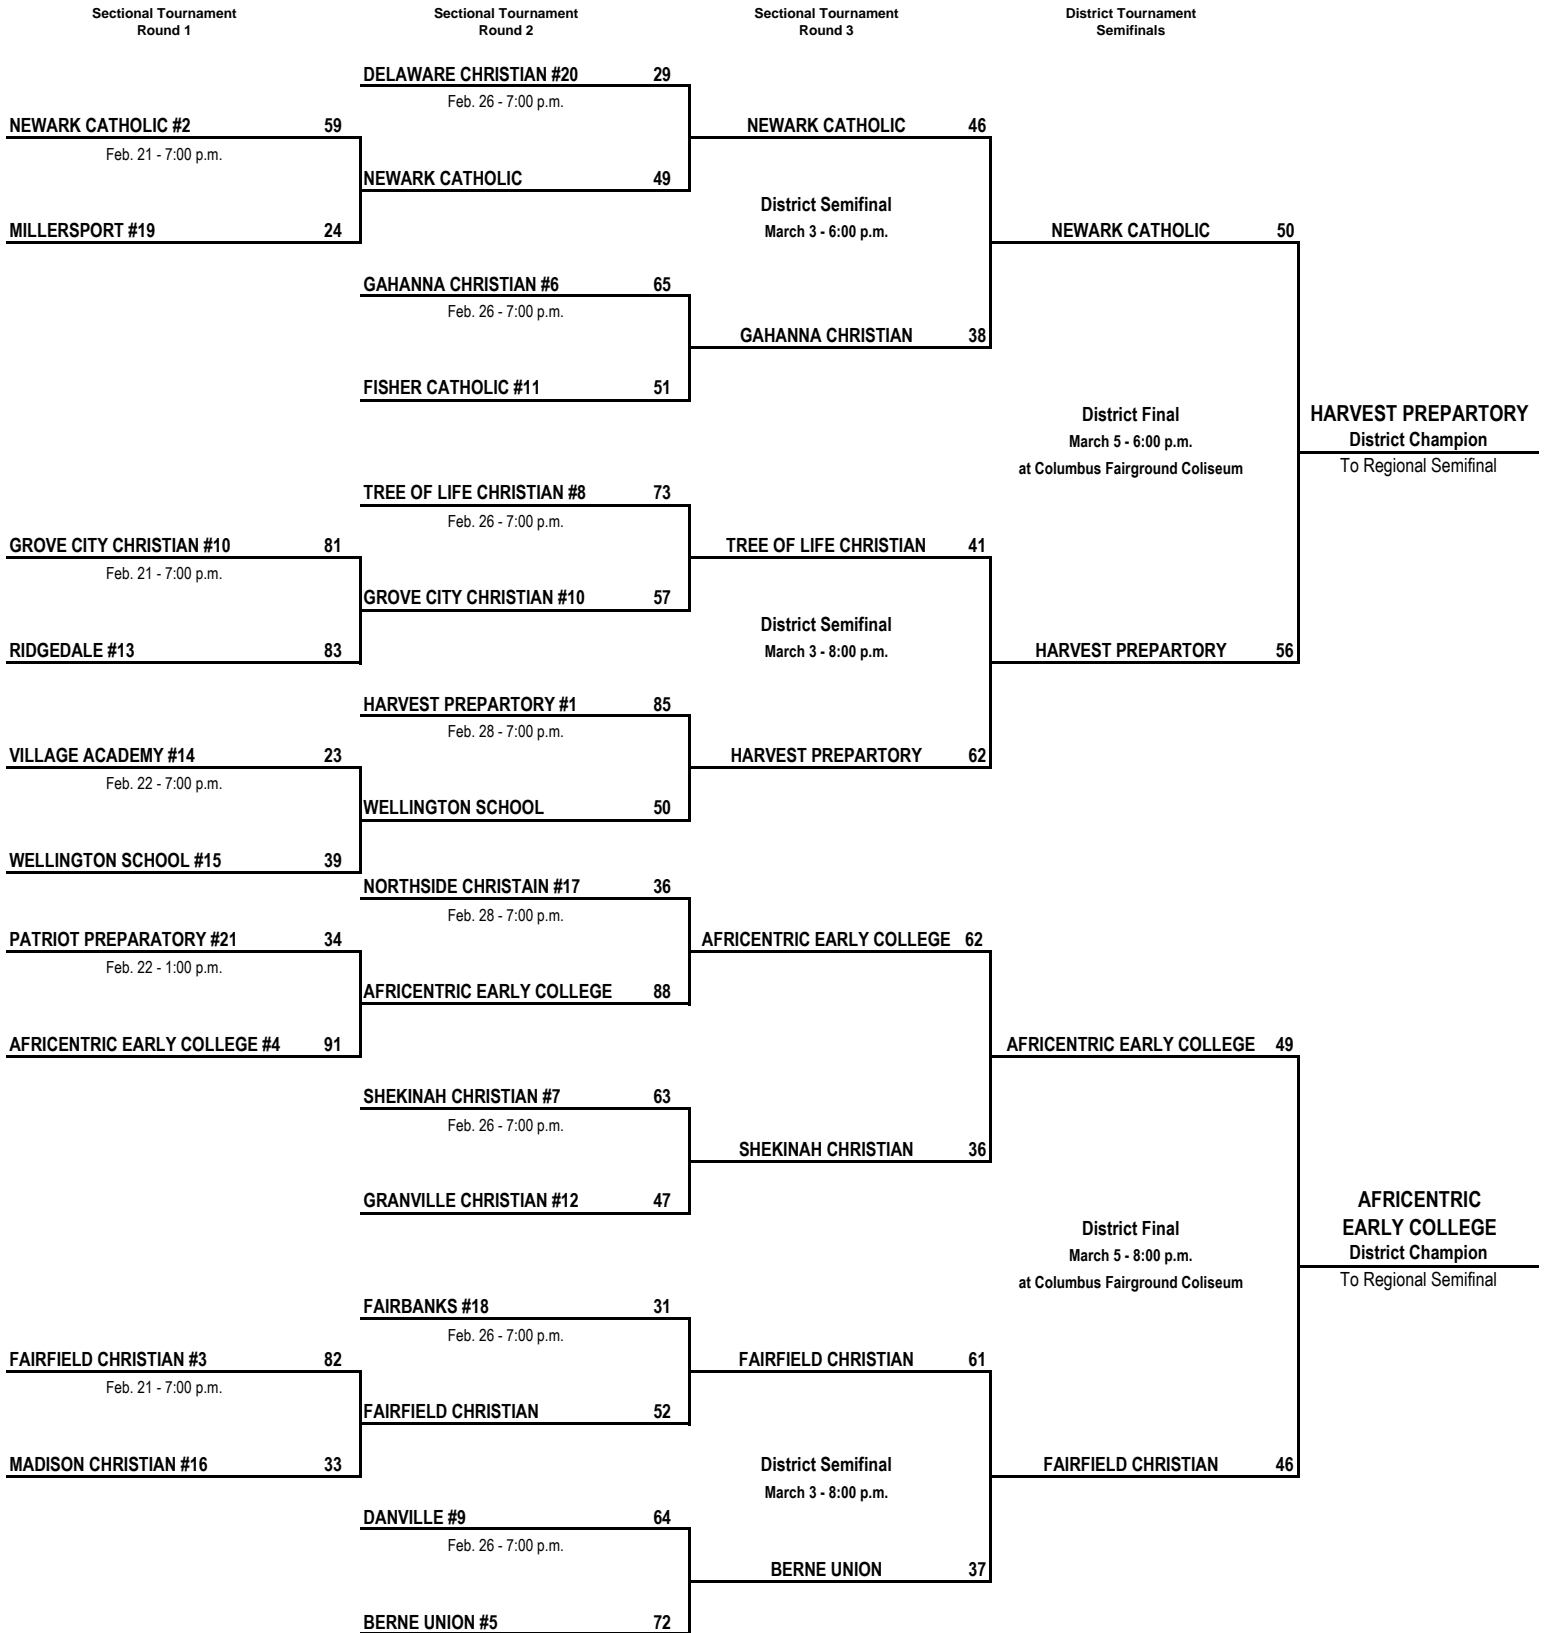 Sectional Tournament
Round 1
Sectional Tournament
Round 2
Sectional Tournament
Round 3
District Tournament
Semifinals
DELAWARE CHRISTIAN #20 29
Feb. 26 - 7:00 p.m.
NEWARK CATHOLIC #2 59
NEWARK CATHOLIC 46
Feb. 21 - 7:00 p.m.
NEWARK CATHOLIC 49
District Semifinal
MILLERSPORT #19 24
March 3 - 6:00 p.m.
NEWARK CATHOLIC 50
GAHANNA CHRISTIAN #6 65
Feb. 26 - 7:00 p.m.
GAHANNA CHRISTIAN 38
FISHER CATHOLIC #11 51
District Final
HARVEST PREPARTORY
March 5 - 6:00 p.m.
District Champion
at Columbus Fairground Coliseum
To Regional Semifinal
TREE OF LIFE CHRISTIAN #8 73
Feb. 26 - 7:00 p.m.
GROVE CITY CHRISTIAN #10 81
TREE OF LIFE CHRISTIAN 41
Feb. 21 - 7:00 p.m.
GROVE CITY CHRISTIAN #10 57
District Semifinal
RIDGEDALE #13 83
March 3 - 8:00 p.m.
HARVEST PREPARTORY 56
HARVEST PREPARTORY #1 85
Feb. 28 - 7:00 p.m.
VILLAGE ACADEMY #14 23
HARVEST PREPARTORY 62
Feb. 22 - 7:00 p.m.
WELLINGTON SCHOOL 50
WELLINGTON SCHOOL #15 39
NORTHSIDE CHRISTAIN #17 36
Feb. 28 - 7:00 p.m.
PATRIOT PREPARATORY #21 34
AFRICENTRIC EARLY COLLEGE 62
Feb. 22 - 1:00 p.m.
AFRICENTRIC EARLY COLLEGE 88
AFRICENTRIC EARLY COLLEGE #4 91
AFRICENTRIC EARLY COLLEGE 49
SHEKINAH CHRISTIAN #7 63
Feb. 26 - 7:00 p.m.
SHEKINAH CHRISTIAN 36
GRANVILLE CHRISTIAN #12 47
AFRICENTRIC
EARLY COLLEGE
District Final
District Champion
March 5 - 8:00 p.m.
To Regional Semifinal
at Columbus Fairground Coliseum
FAIRBANKS #18 31
Feb. 26 - 7:00 p.m.
FAIRFIELD CHRISTIAN #3 82
FAIRFIELD CHRISTIAN 61
Feb. 21 - 7:00 p.m.
FAIRFIELD CHRISTIAN 52
MADISON CHRISTIAN #16 33
District Semifinal
FAIRFIELD CHRISTIAN 46
March 3 - 8:00 p.m.
DANVILLE #9 64
Feb. 26 - 7:00 p.m.
BERNE UNION 37
BERNE UNION #5 72